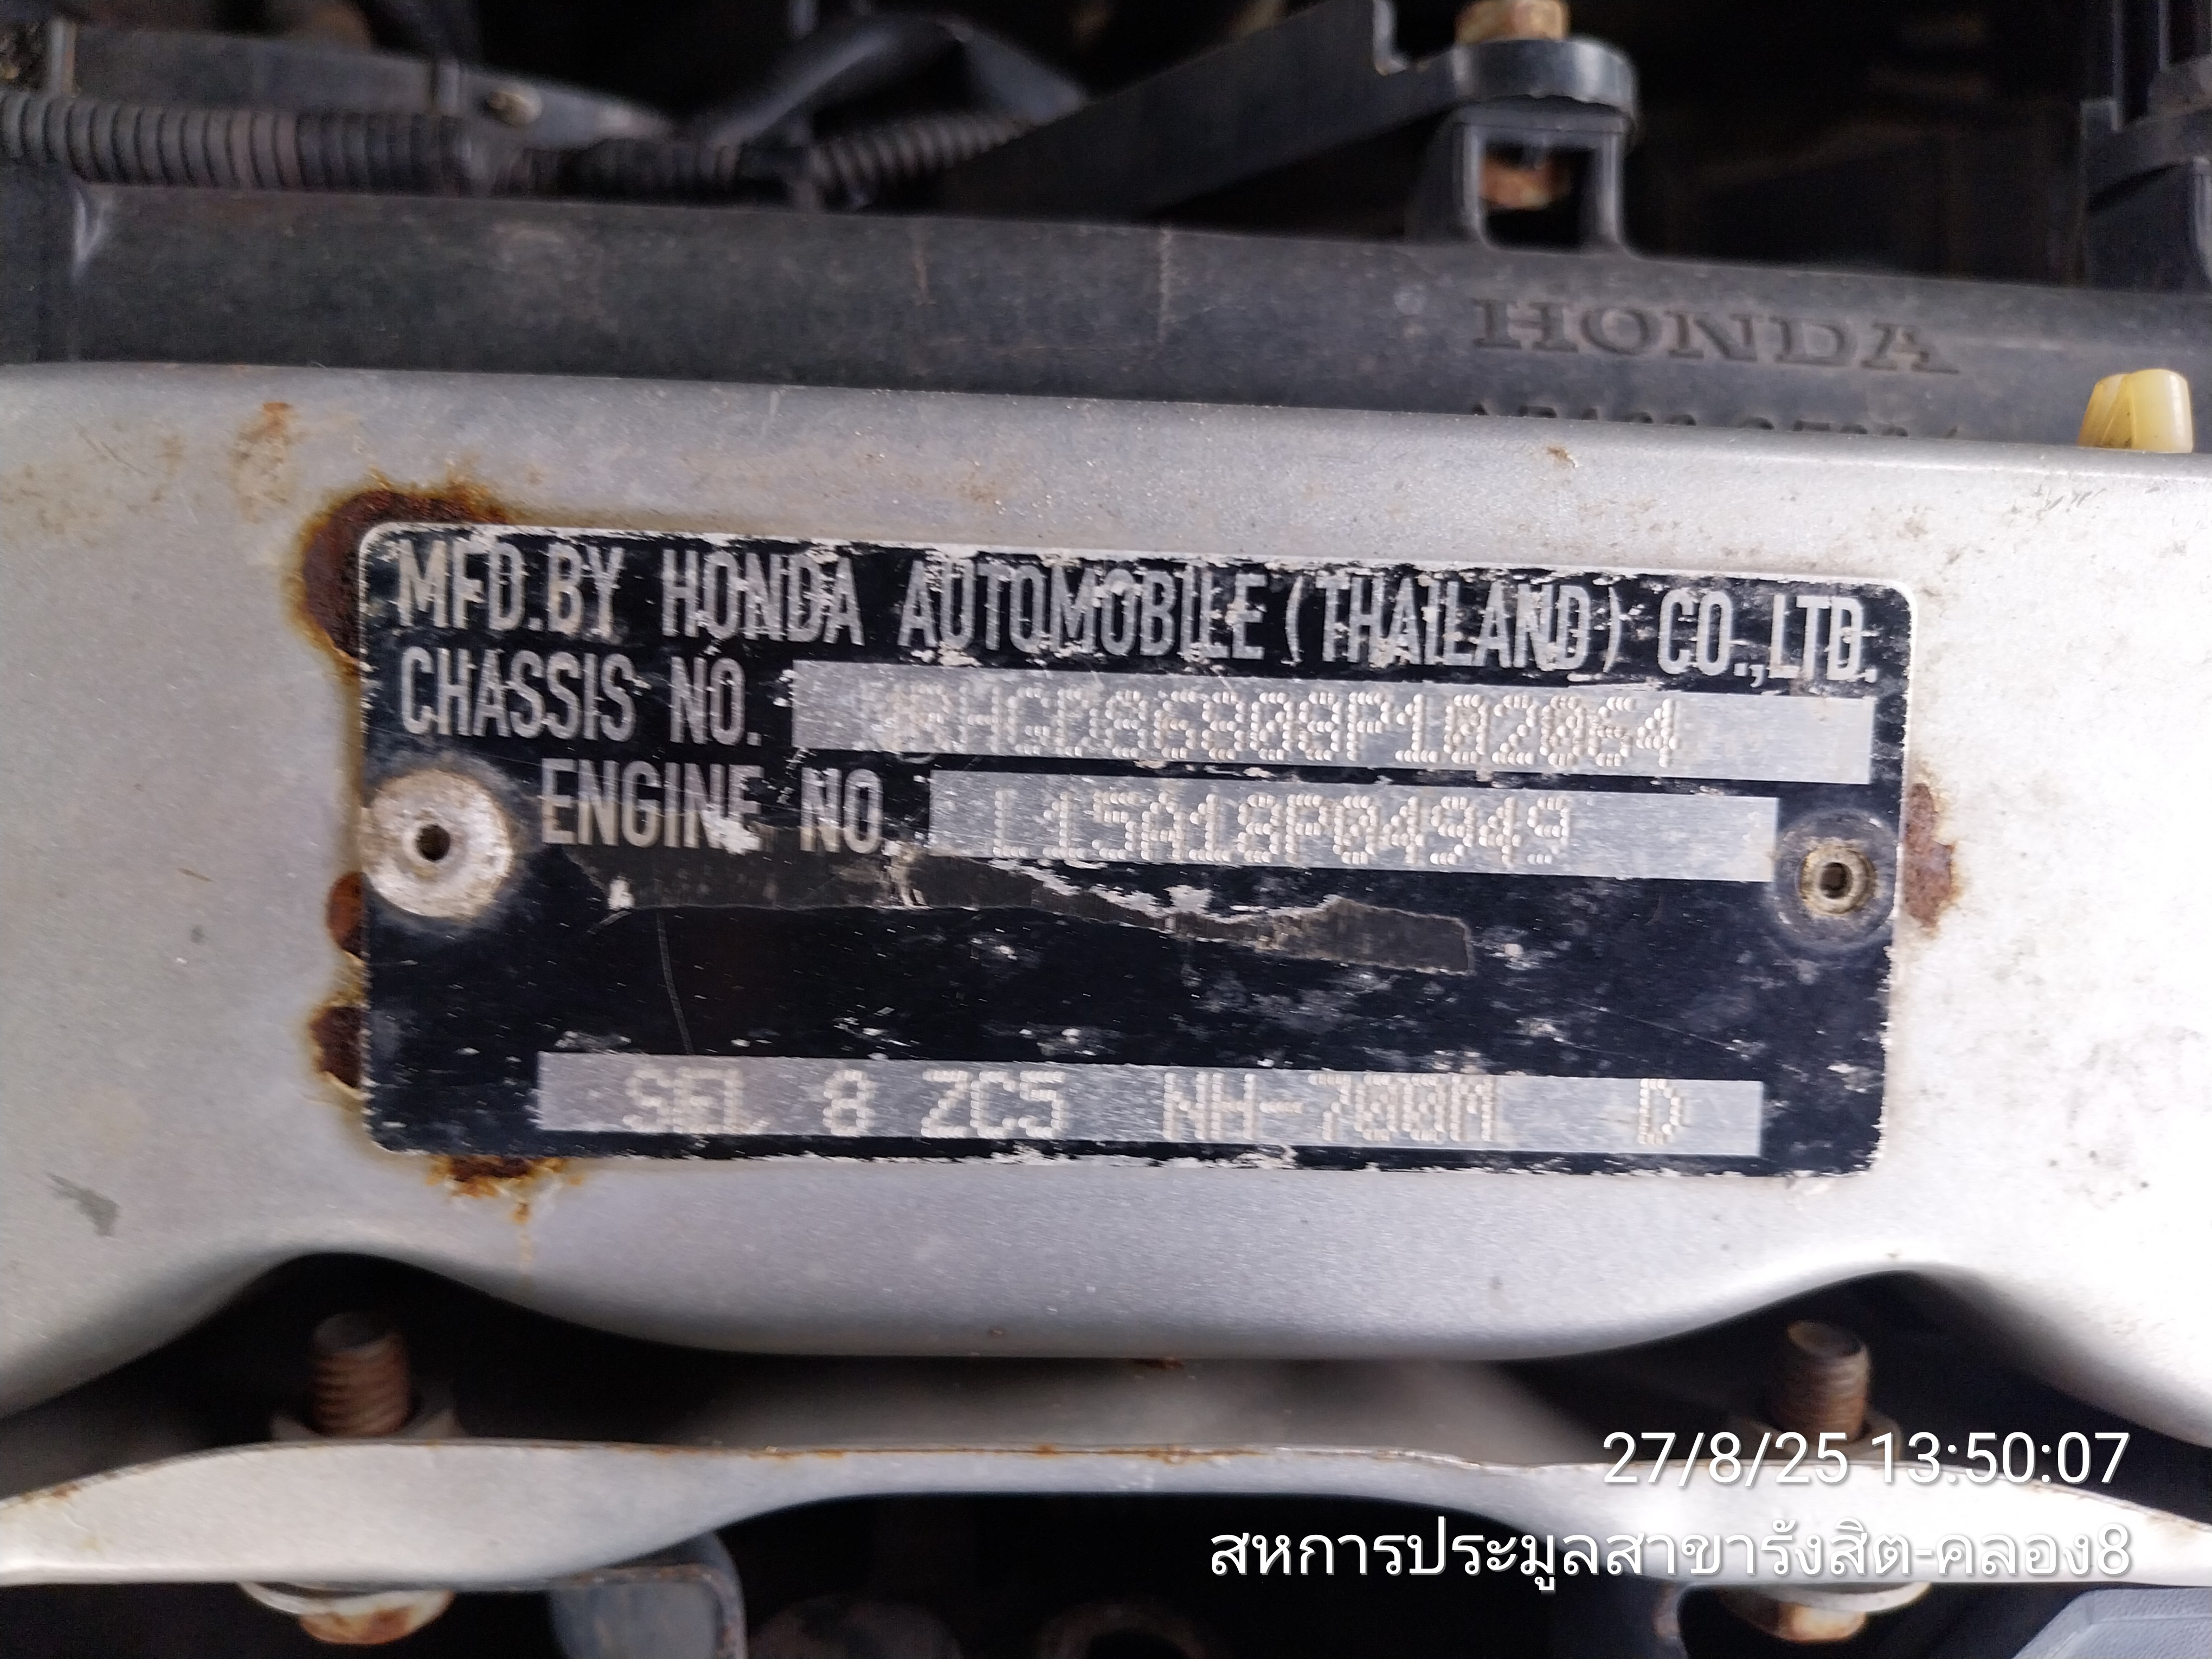 HONDA
MFD.BY HONDA AUTOMOBILE (THAILAND) CO.,LTD.
CHASSIS NO. MRHGD86808P102064
ENGINE NO. L15A18P04949
SEL 8 ZC5 NH-700M D
27/8/25 13:50:07
สหการประมูลสาขารังสิต-คลอง8